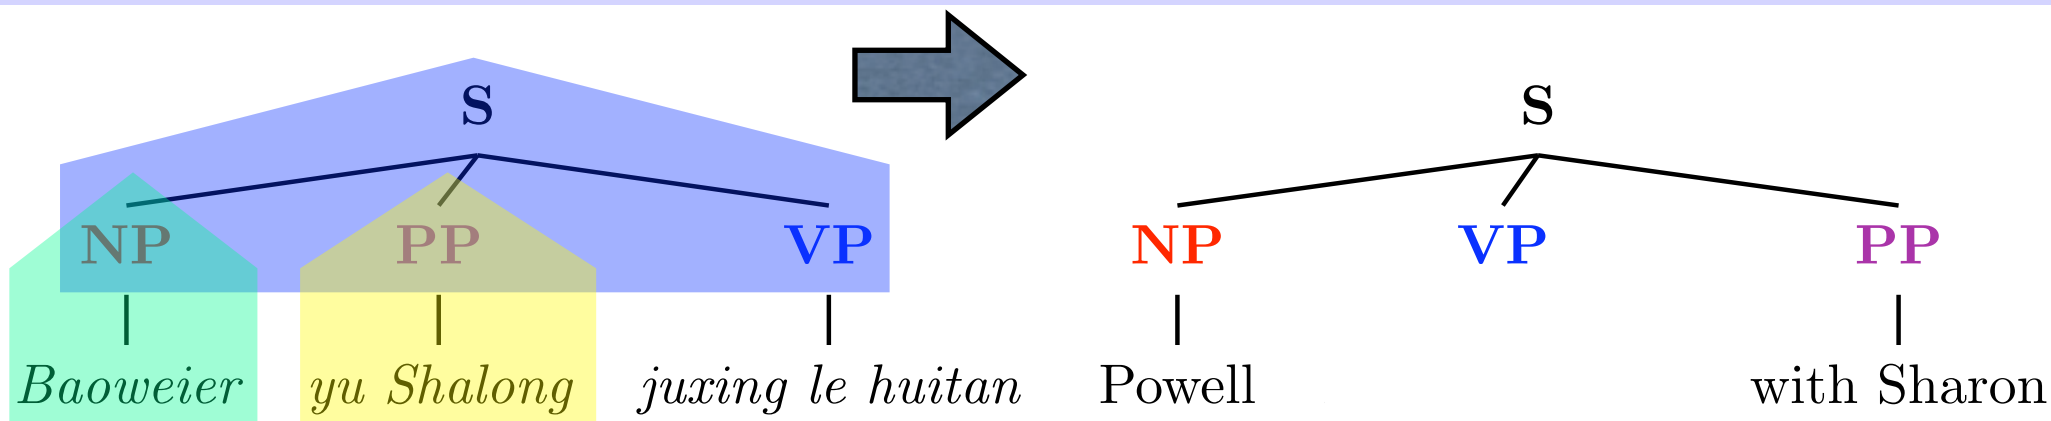 S S
NP PP VP NP VP PP
Baoweier yu Shalong juxing le huitan Powell with Sharon